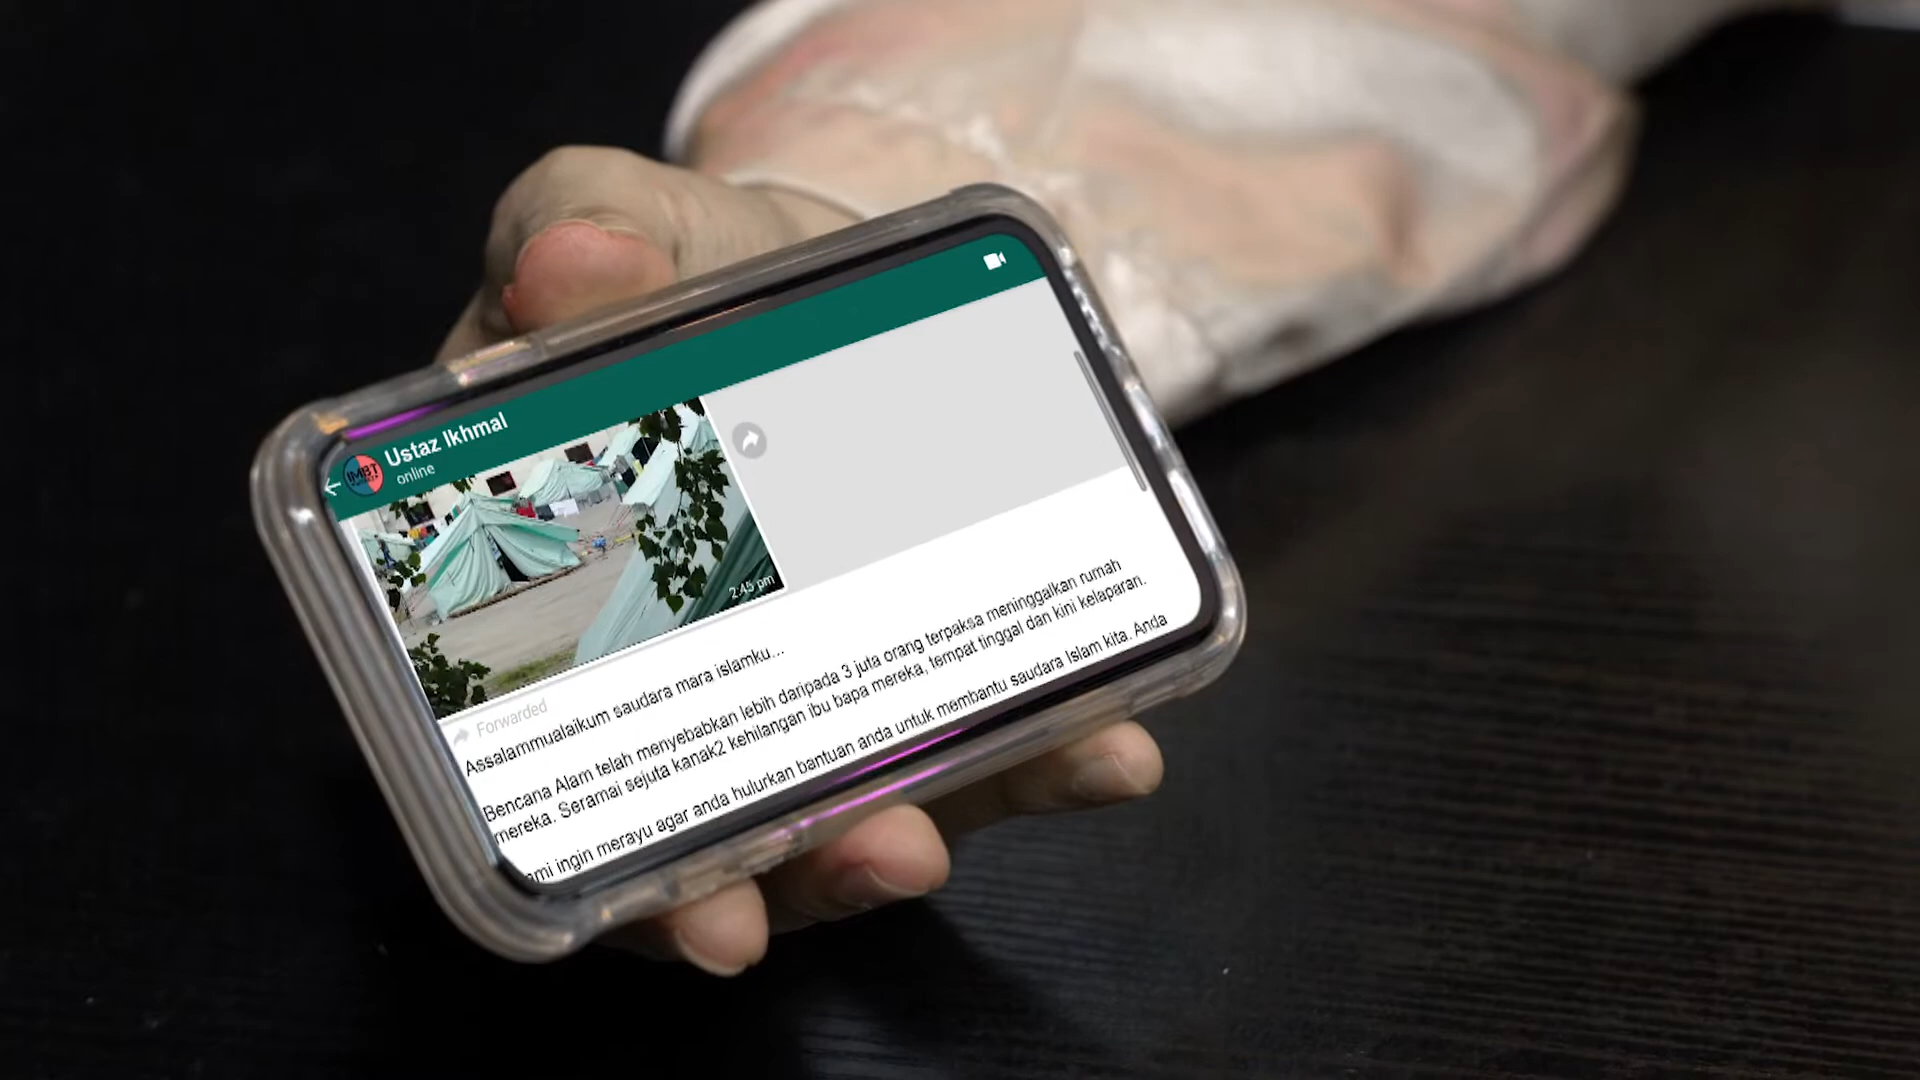 Ustaz Ikhmal
online
2:45 pm
Forwarded
Assalammualaikum saudara mara islamku...
Bencana Alam telah menyebabkan lebih daripada 3 juta orang terpaksa meninggalkan rumah
mereka. Seramai sejuta kanak2 kehilangan ibu bapa mereka, tempat tinggal dan kini kelaparan.
ami ingin merayu agar anda hulurkan bantuan anda untuk membantu saudara Islam kita. Anda